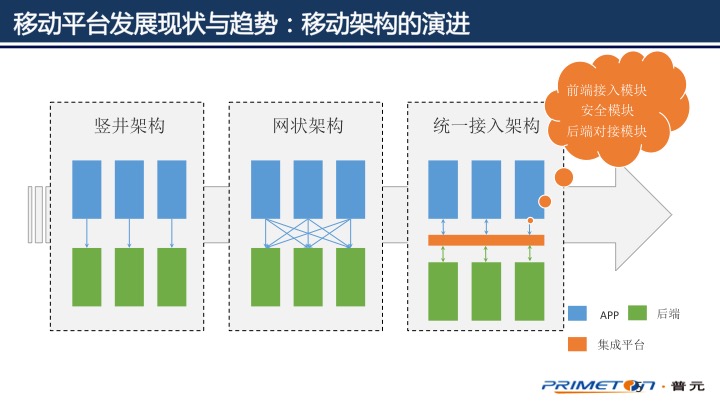 移动平台发展现状与趋势：移动架构的演进
竖井架构
网状架构
统一接入架构
前端接入模块
安全模块
后端对接模块
APP
后端
集成平台
PRIMETON · 普元